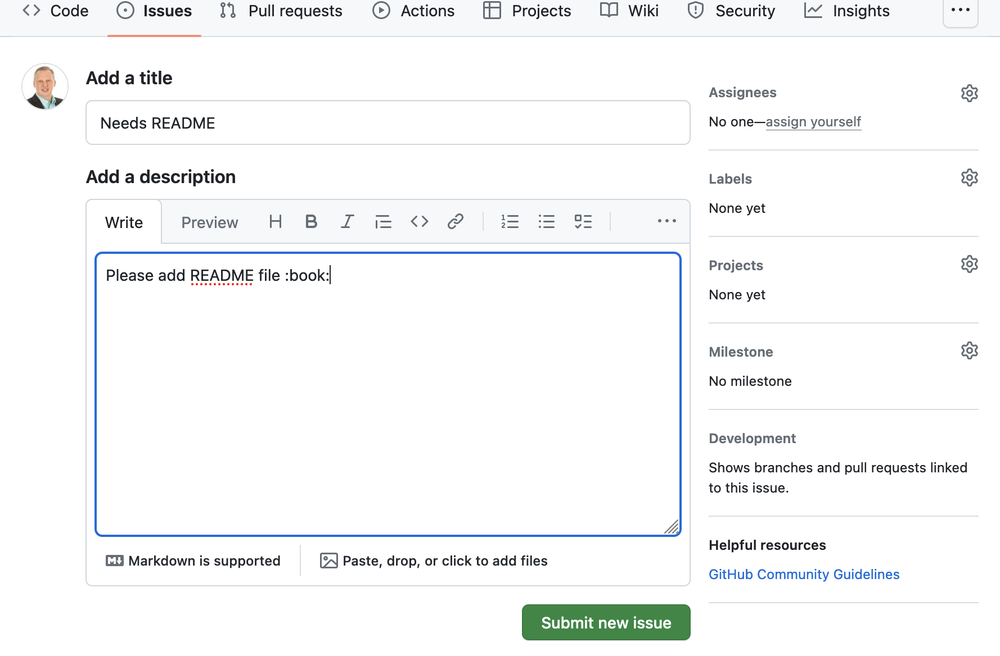 Code Issues Pull requests Actions Projects Wiki Security Insights
Add a title
Needs README
Add a description
Write Preview H B I
Please add README file :book:
Markdown is supported Paste, drop, or click to add files
Submit new issue
Assignees
No one—assign yourself
Labels
None yet
Projects
None yet
Milestone
No milestone
Development
Shows branches and pull requests linked
to this issue.
Helpful resources
GitHub Community Guidelines